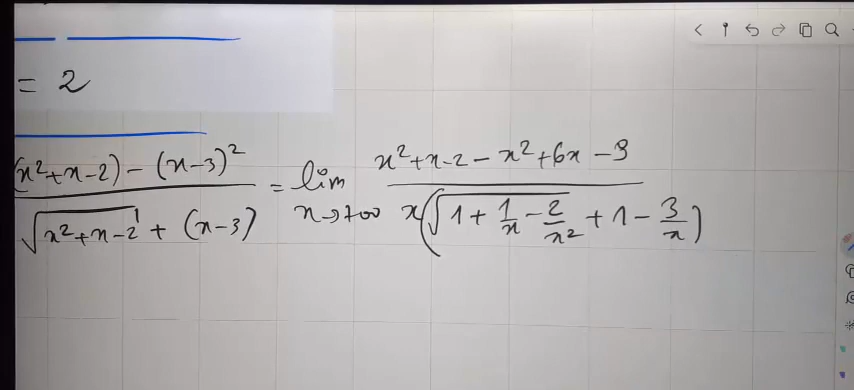 = 2
(x²+x-2) - (x-3)² / √(x²+x-2) + (x-3) = lim x→+∞ x²+x-2 - x²+6x-9 / x(√(1 + 1/x - 2/x²) + 1 - 3/x)